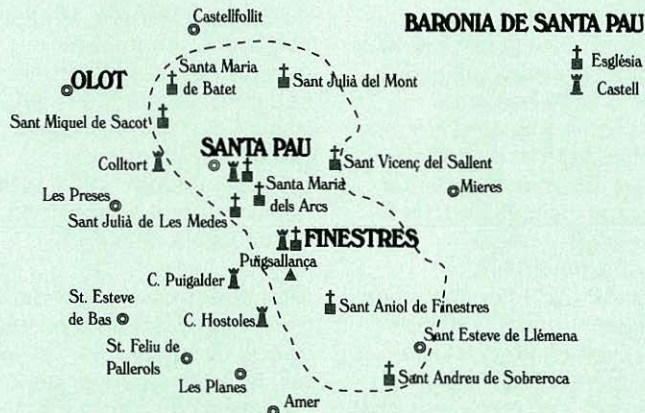 Castellfollit
BARONIA DE SANTA PAU
Església
Castell
OLOT
Santa Maria
de Batet
Sant Julià del Mont
Sant Miquel de Sacot
SANTA PAU
Colltort
Sant Vicenç del Sallent
Santa Maria
dels Arcs
Mieres
Les Preses
Sant Julià de Les Medes
FINESTRES
Puigsallança
C. Puigalder
St. Esteve
de Bas
C. Hostoles
Sant Aniol de Finestres
Sant Esteve de Llémena
St. Feliu de
Pallerols
Les Planes
Sant Andreu de Sobreroca
Amer